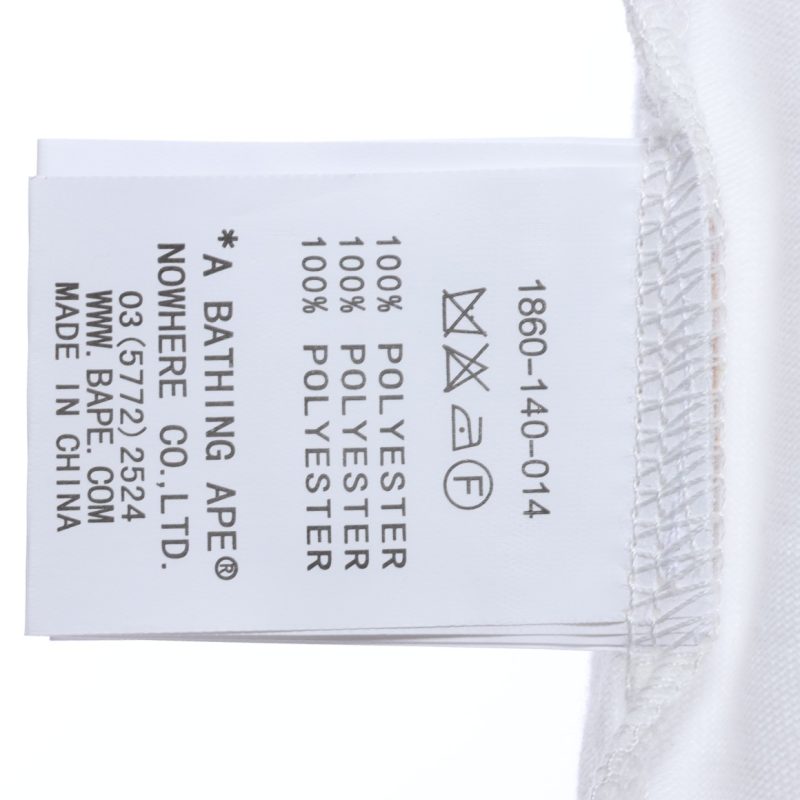 1860-140-014
F
100% POLYESTER
100% POLYESTER
100% POLYESTER
*A BATHING APE®
NOWHERE CO.,LTD.
03(5772)2524
WWW.BAPE.COM
MADE IN CHINA